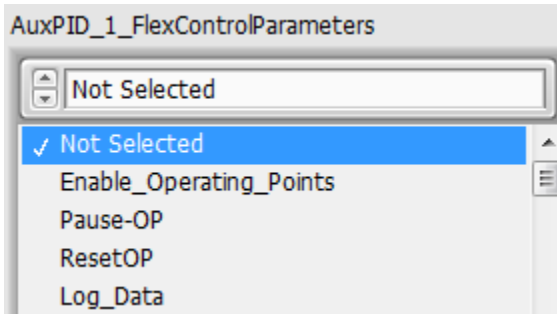 AuxPID_1_FlexControlParameters
Not Selected
✓ Not Selected
Enable_Operating_Points
Pause-OP
ResetOP
Log_Data